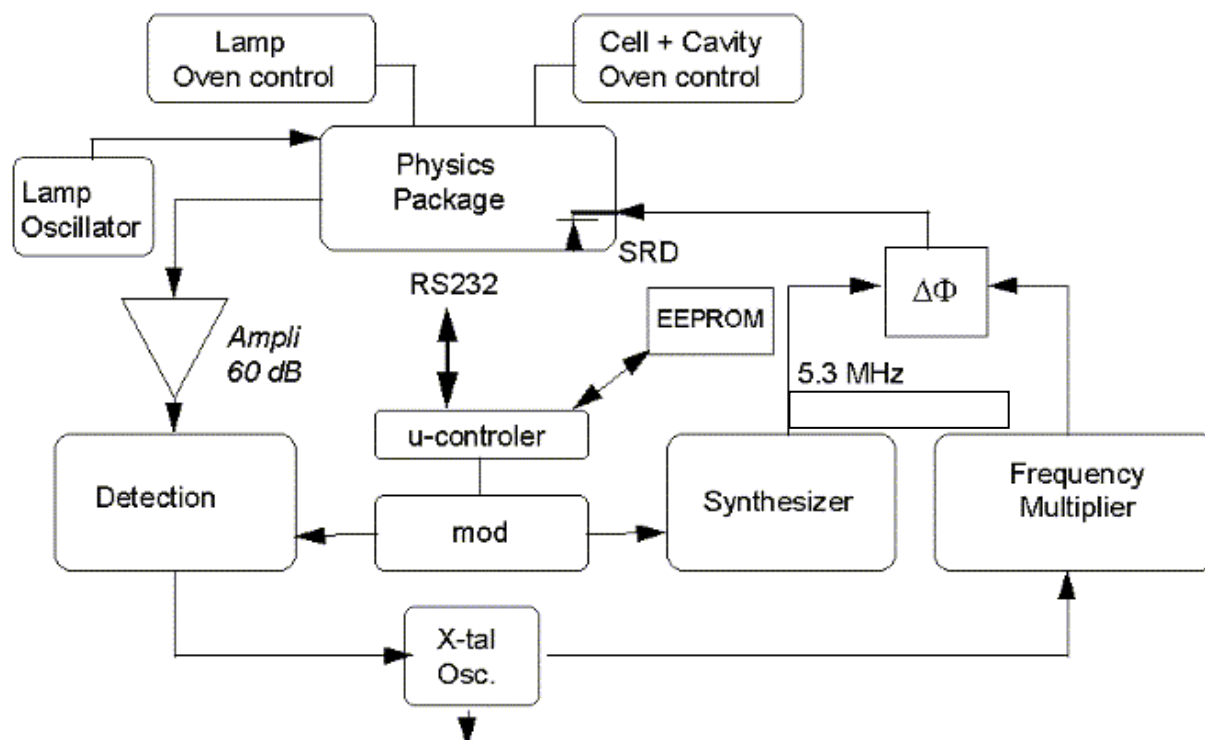 Lamp
Oven control
Cell + Cavity
Oven control
Physics
Package
Lamp
Oscillator
SRD
RS232
ΔΦ
EEPROM
Ampli
60 dB
5.3 MHz
u-controler
Detection
mod
Synthesizer
Frequency
Multiplier
X-tal
Osc.